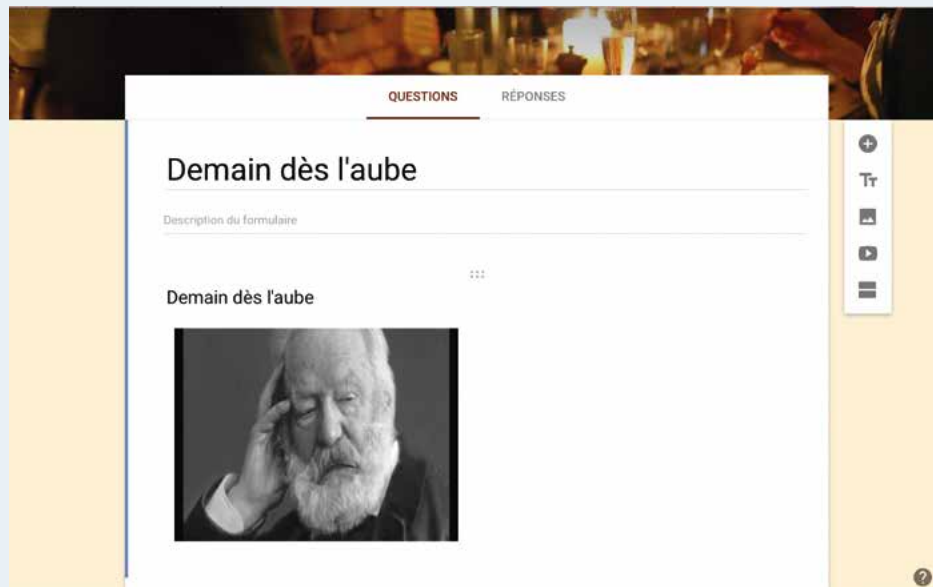 QUESTIONS RÉPONSES
Demain dès l'aube
Description du formulaire
Demain dès l'aube